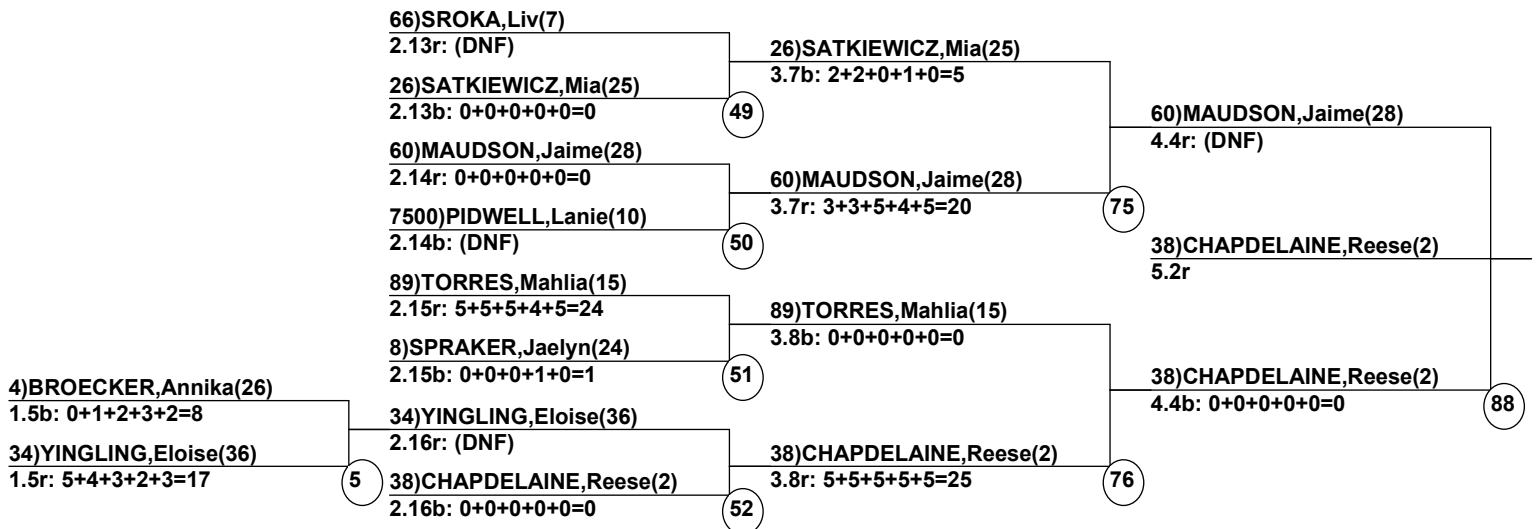 66)SROKA,Liv(7)
2.13r: (DNF)
26)SATKIEWICZ,Mia(25)
2.13b: 0+0+0+0+0=0
49
60)MAUDSON,Jaime(28)
2.14r: 0+0+0+0+0=0
7500)PIDWELL,Lanie(10)
2.14b: (DNF)
50
89)TORRES,Mahlia(15)
2.15r: 5+5+5+4+5=24
8)SPRAKER,Jaelyn(24)
2.15b: 0+0+0+1+0=1
51
4)BROECKER,Annika(26)
1.5b: 0+1+2+3+2=8
34)YINGLING,Eloise(36)
1.5r: 5+4+3+2+3=17
5
34)YINGLING,Eloise(36)
2.16r: (DNF)
38)CHAPDELAINE,Reese(2)
2.16b: 0+0+0+0+0=0
52
26)SATKIEWICZ,Mia(25)
3.7b: 2+2+0+1+0=5
60)MAUDSON,Jaime(28)
3.7r: 3+3+5+4+5=20
75
89)TORRES,Mahlia(15)
3.8b: 0+0+0+0+0=0
38)CHAPDELAINE,Reese(2)
3.8r: 5+5+5+5+5=25
76
60)MAUDSON,Jaime(28)
4.4r: (DNF)
38)CHAPDELAINE,Reese(2)
4.4b: 0+0+0+0+0=0
88
38)CHAPDELAINE,Reese(2)
5.2r